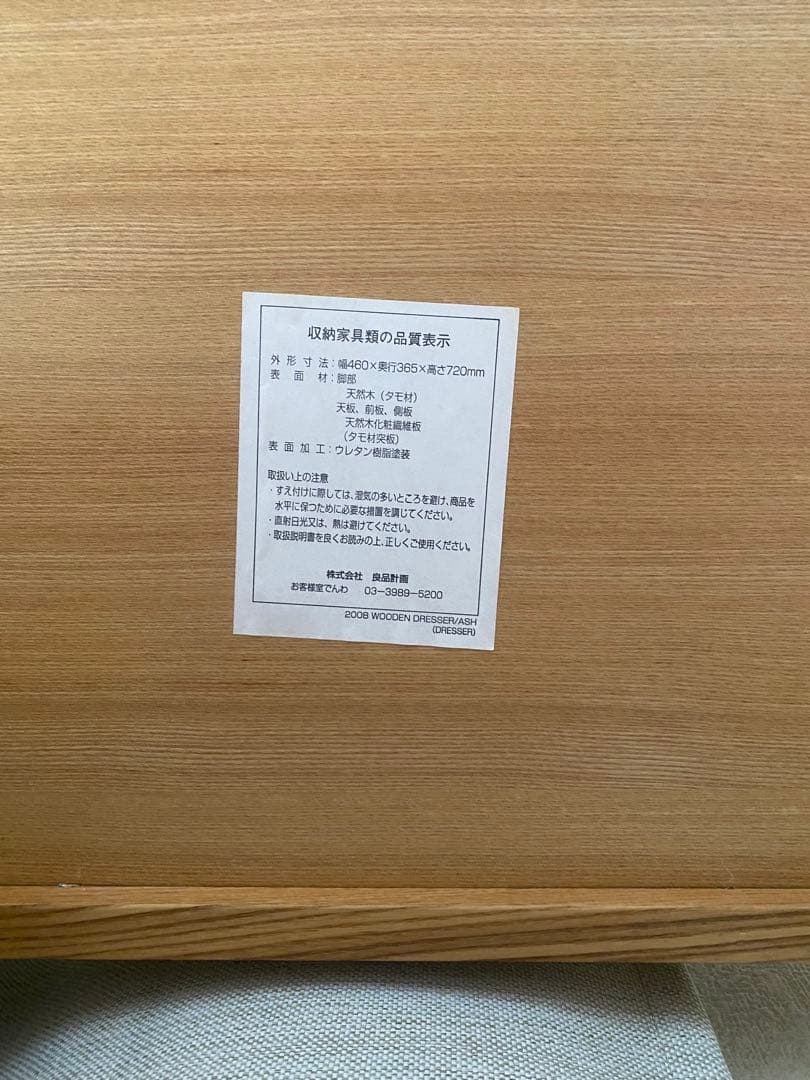 収納家具類の品質表示
外形寸法：幅460×奥行365×高さ720mm
表面材：脚部
天然木（タモ材）
天板、前板、側板
天然木化粧繊維板
（タモ材突板）
表面加工：ウレタン樹脂塗装
取扱い上の注意
・すえ付けに際しては、湿気の多いところを避け、商品を
水平に保つために必要な措置を講じてください。
・直射日光又は、熱は避けてください。
・取扱説明書を良くお読みの上、正しくご使用ください。
株式会社 良品計画
お客様室でんわ 03-3989-5200
2008 WOODEN DRESSER/ASH
(DRESSER)